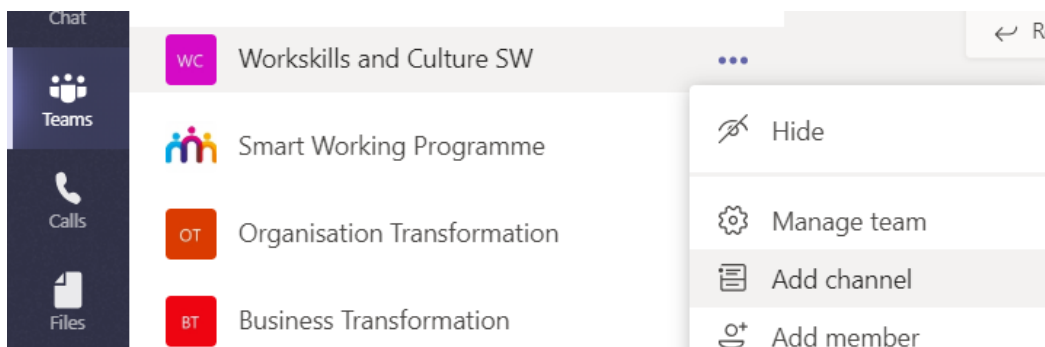 Chat
Teams
Calls
Files
WC Workskills and Culture SW
Smart Working Programme
OT Organisation Transformation
BT Business Transformation
R
Hide
Manage team
Add channel
Add member